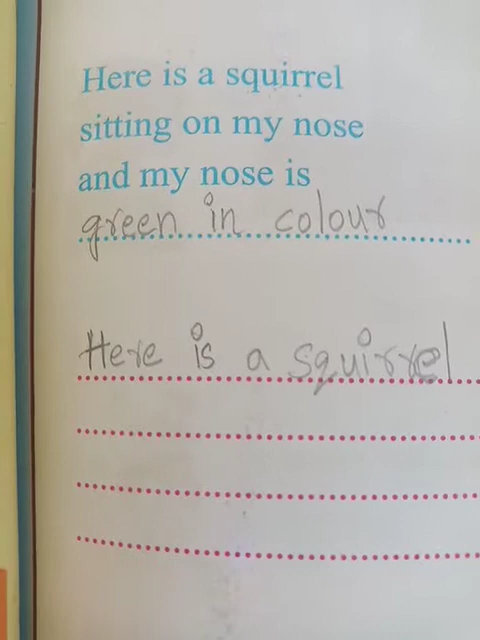 Here is a squirrel
sitting on my nose
and my nose is
green in colour
Here is a squirrel